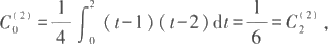 $C_0^{(2)} = \frac{1}{4}\int_0^2 (t-1)(t-2)\mathrm{d}t = \frac{1}{6} = C_2^{(2)},$